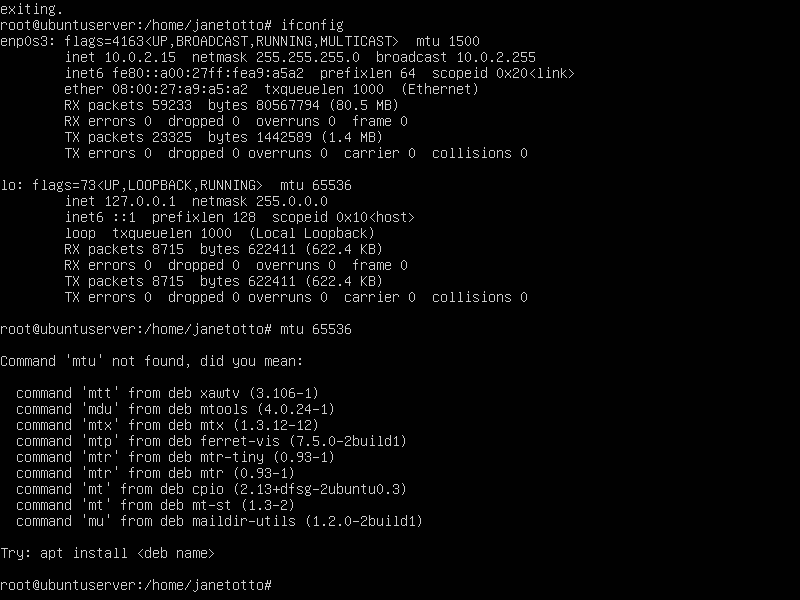 exiting.
root@ubuntuserver:/home/janetotto# ifconfig
enp0s3: flags=4163<UP,BROADCAST,RUNNING,MULTICAST>  mtu 1500
        inet 10.0.2.15  netmask 255.255.255.0  broadcast 10.0.2.255
        inet6 fe80::a00:27ff:fea9:a5a2  prefixlen 64  scopeid 0x20<link>
        ether 08:00:27:a9:a5:a2  txqueuelen 1000  (Ethernet)
        RX packets 59233  bytes 80567794 (80.5 MB)
        RX errors 0  dropped 0  overruns 0  frame 0
        TX packets 23325  bytes 1442589 (1.4 MB)
        TX errors 0  dropped 0 overruns 0  carrier 0  collisions 0

lo: flags=73<UP,LOOPBACK,RUNNING>  mtu 65536
        inet 127.0.0.1  netmask 255.0.0.0
        inet6 ::1  prefixlen 128  scopeid 0x10<host>
        loop  txqueuelen 1000  (Local Loopback)
        RX packets 8715  bytes 622411 (622.4 KB)
        RX errors 0  dropped 0  overruns 0  frame 0
        TX packets 8715  bytes 622411 (622.4 KB)
        TX errors 0  dropped 0 overruns 0  carrier 0  collisions 0

root@ubuntuserver:/home/janetotto# mtu 65536

Command 'mtu' not found, did you mean:

  command 'mtt' from deb xawtv (3.106-1)
  command 'mdu' from deb mtools (4.0.24-1)
  command 'mtx' from deb mtx (1.3.12-12)
  command 'mtp' from deb ferret-vis (7.5.0-2build1)
  command 'mtr' from deb mtr-tiny (0.93-1)
  command 'mtr' from deb mtr (0.93-1)
  command 'mt' from deb cpio (2.13+dfsg-2ubuntu0.3)
  command 'mt' from deb mt-st (1.3-2)
  command 'mu' from deb maildir-utils (1.2.0-2build1)

Try: apt install <deb name>

root@ubuntuserver:/home/janetotto#